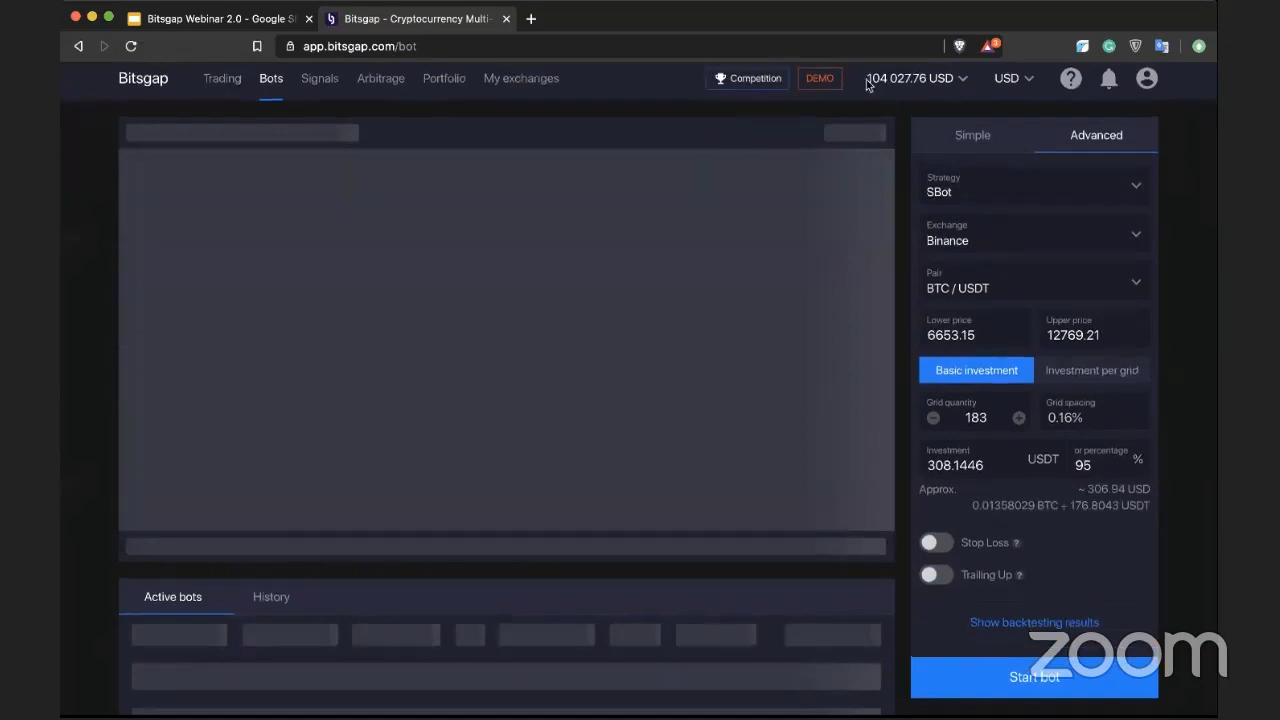 Bitsgap Webinar 2.0 - Google Sl
Bitsgap - Cryptocurrency Multi-
app.bitsgap.com/bot
Bitsgap Trading Bots Signals Arbitrage Portfolio My exchanges Competition DEMO 104 027.76 USD USD
Simple Advanced
Strategy
SBot
Exchange
Binance
Pair
BTC / USDT
Lower price Upper price
6653.15 12769.21
Basic investment Investment per grid
Grid quantity Grid spacing
183 0.16%
Investment or percentage
308.1446 USDT 95 %
Approx. ~ 306.94 USD
0.01358029 BTC + 176.8043 USDT
Stop Loss ?
Trailing Up ?
Show backtesting results
Start bot
Active bots History
zoom